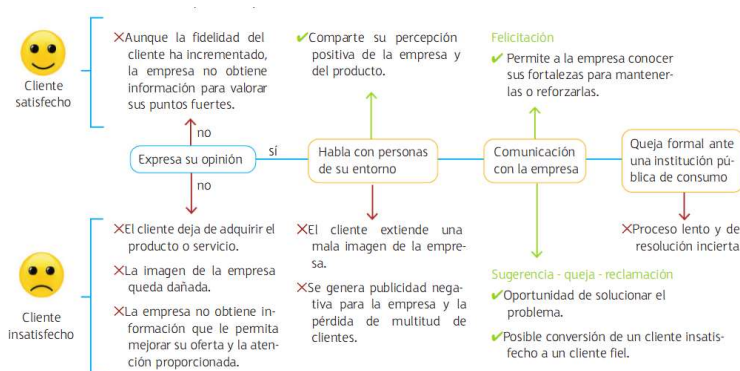 Cliente
satisfecho
✗Aunque la fidelidad del
cliente ha incrementado,
la empresa no obtiene
información para valorar
sus puntos fuertes.
✓Comparte su percepción
positiva de la empresa y
del producto.
Felicitación
✓ Permite a la empresa conocer
sus fortalezas para mantener-
las o reforzarlas.
no
Expresa su opinión
sí
Habla con personas
de su entorno
Comunicación
con la empresa
Queja formal ante
una institución pú-
blica de consumo
no
Cliente
insatisfecho
✗El cliente deja de adquirir el
producto o servicio.
✗La imagen de la empresa
queda dañada.
✗La empresa no obtiene in-
formación que le permita
mejorar su oferta y la aten-
ción proporcionada.
✗El cliente extiende una
mala imagen de la empre-
sa.
✗Se genera publicidad nega-
tiva para la empresa y la
pérdida de multitud de
clientes.
Sugerencia - queja - reclamación
✓Oportunidad de solucionar el
problema.
✓Posible conversión de un cliente insatis-
fecho a un cliente fiel.
✗Proceso lento y de
resolución incierta